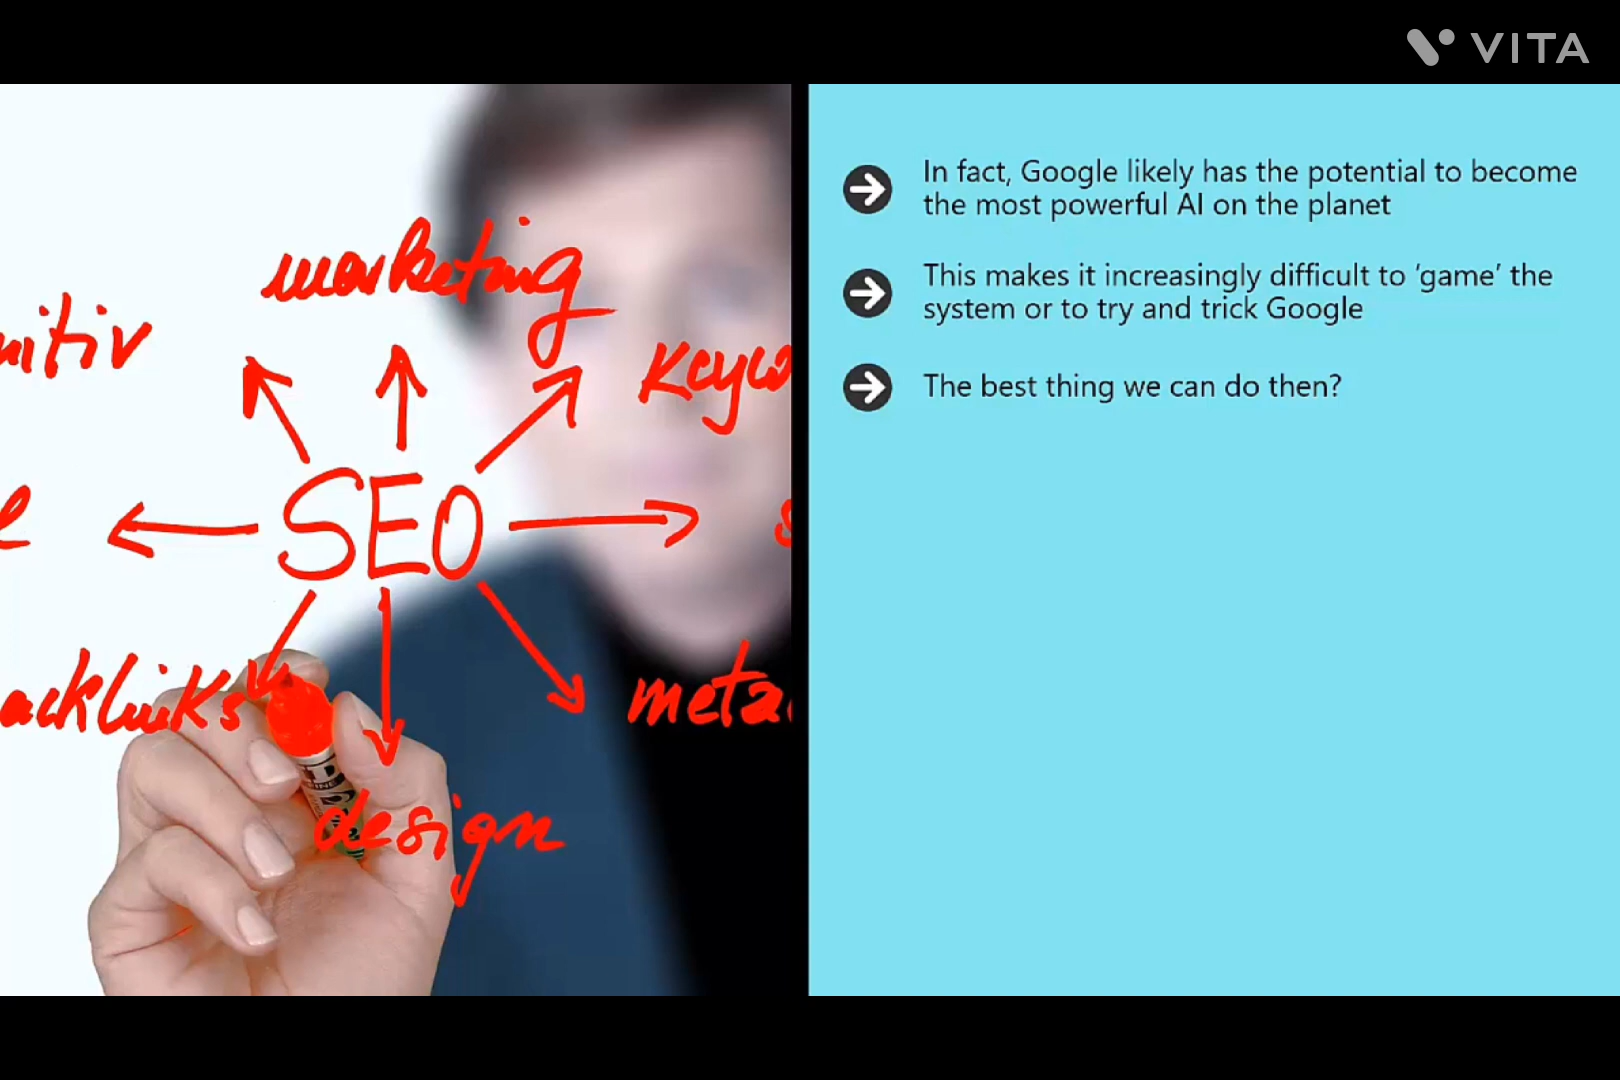 VITA
In fact, Google likely has the potential to become
the most powerful AI on the planet
This makes it increasingly difficult to ‘game’ the
system or to try and trick Google
The best thing we can do then?
marketing
SEO
design